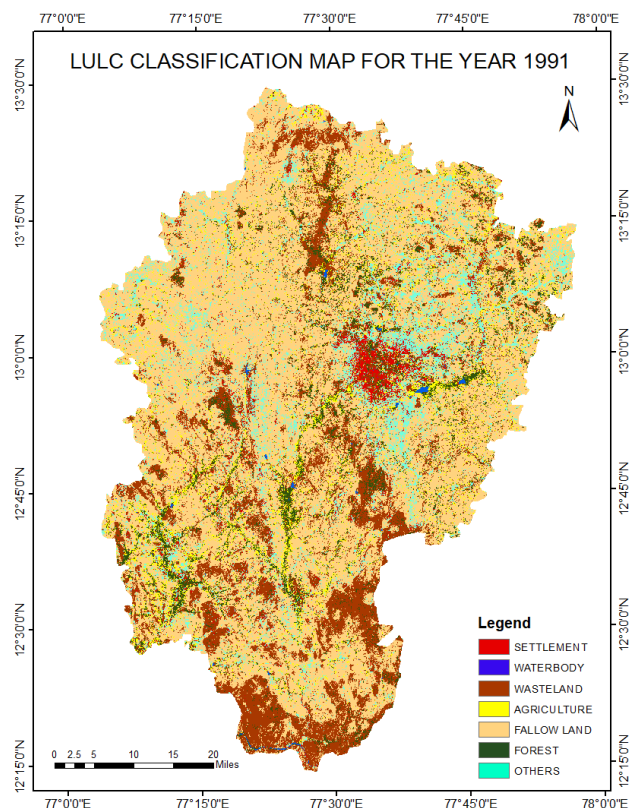 77°0'0"E 77°15'0"E 77°30'0"E 77°45'0"E 78°0'0"E
LULC CLASSIFICATION MAP FOR THE YEAR 1991
N
13°30'0"N 13°30'0"N
13°15'0"N 13°15'0"N
13°0'0"N 13°0'0"N
12°45'0"N 12°45'0"N
12°30'0"N 12°30'0"N
Legend
SETTLEMENT
WATERBODY
WASTELAND
AGRICULTURE
FALLOW LAND
FOREST
OTHERS
0 2.5 5 10 15 20
Miles
12°15'0"N 12°15'0"N
77°0'0"E 77°15'0"E 77°30'0"E 77°45'0"E 78°0'0"E